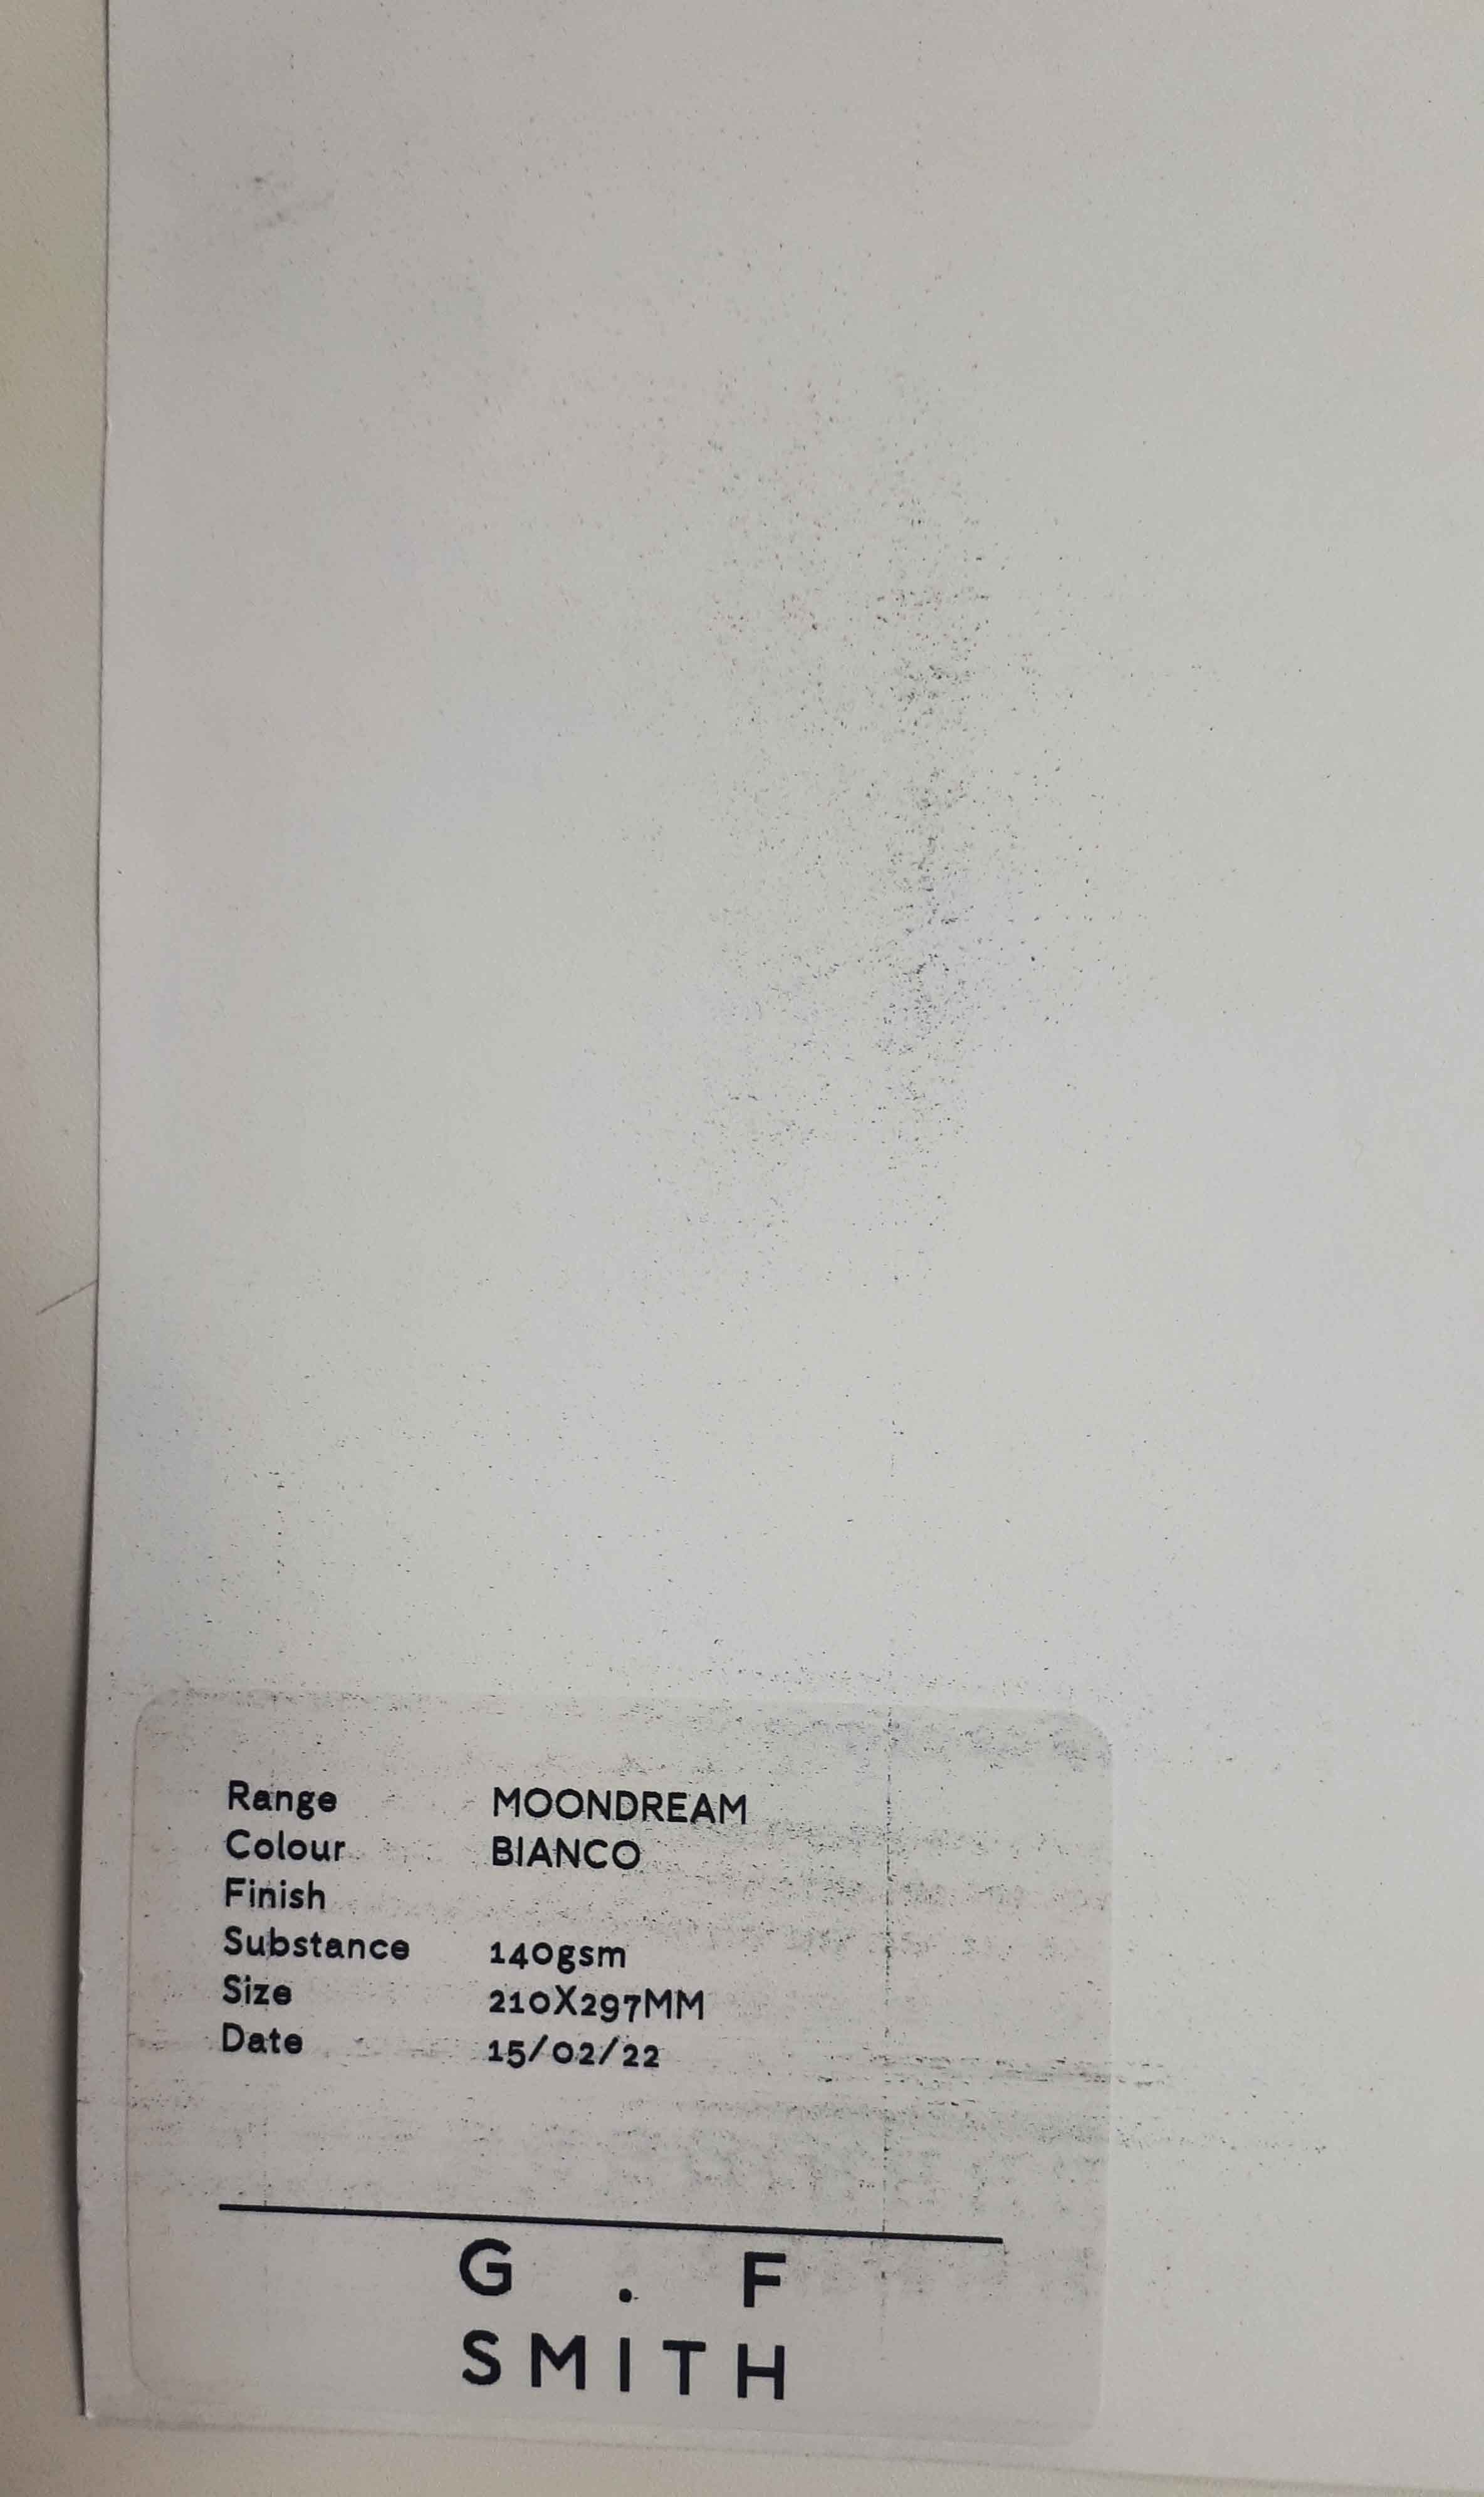 Range MOONDREAM
Colour BIANCO
Finish
Substance 140gsm
Size 210X297MM
Date 15/02/22
G . F
SMITH